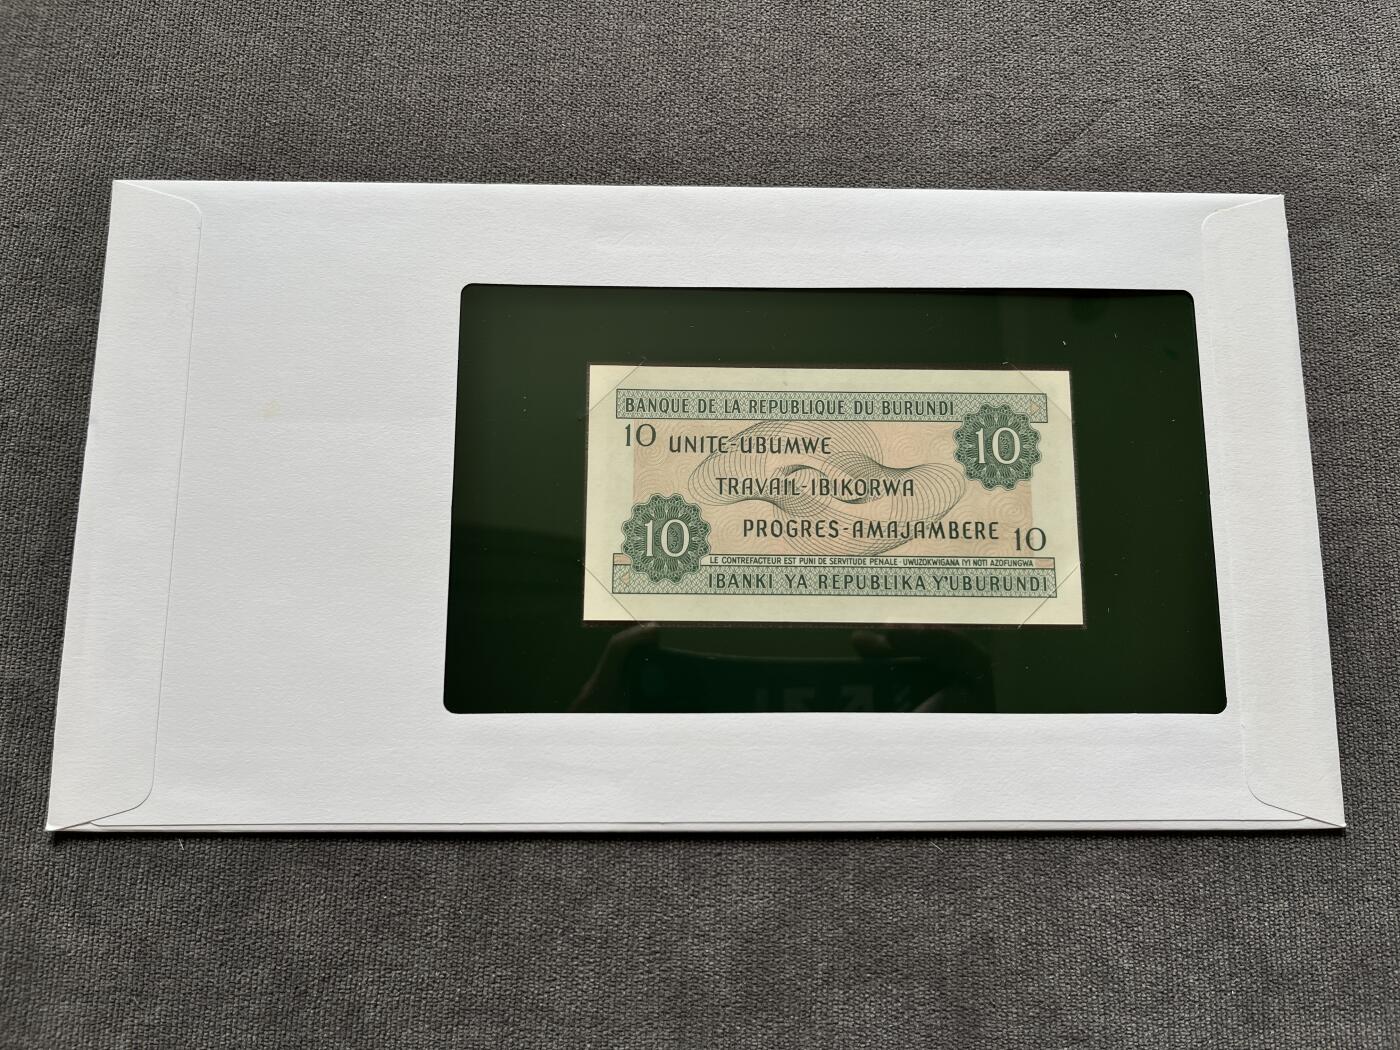 BANQUE DE LA REPUBLIQUE DU BURUNDI
10 UNITE-UBUMWE 10
TRAVAIL-IBIKORWA
10 PROGRES-AMAJAMBERE 10
LE CONTREFACTEUR EST PUNI DE SERVITUDE PENALE - UWUZOKWIGANA IYI NOTI AZOFUNGWA
IBANKI YA REPUBLIKA Y'UBURUNDI